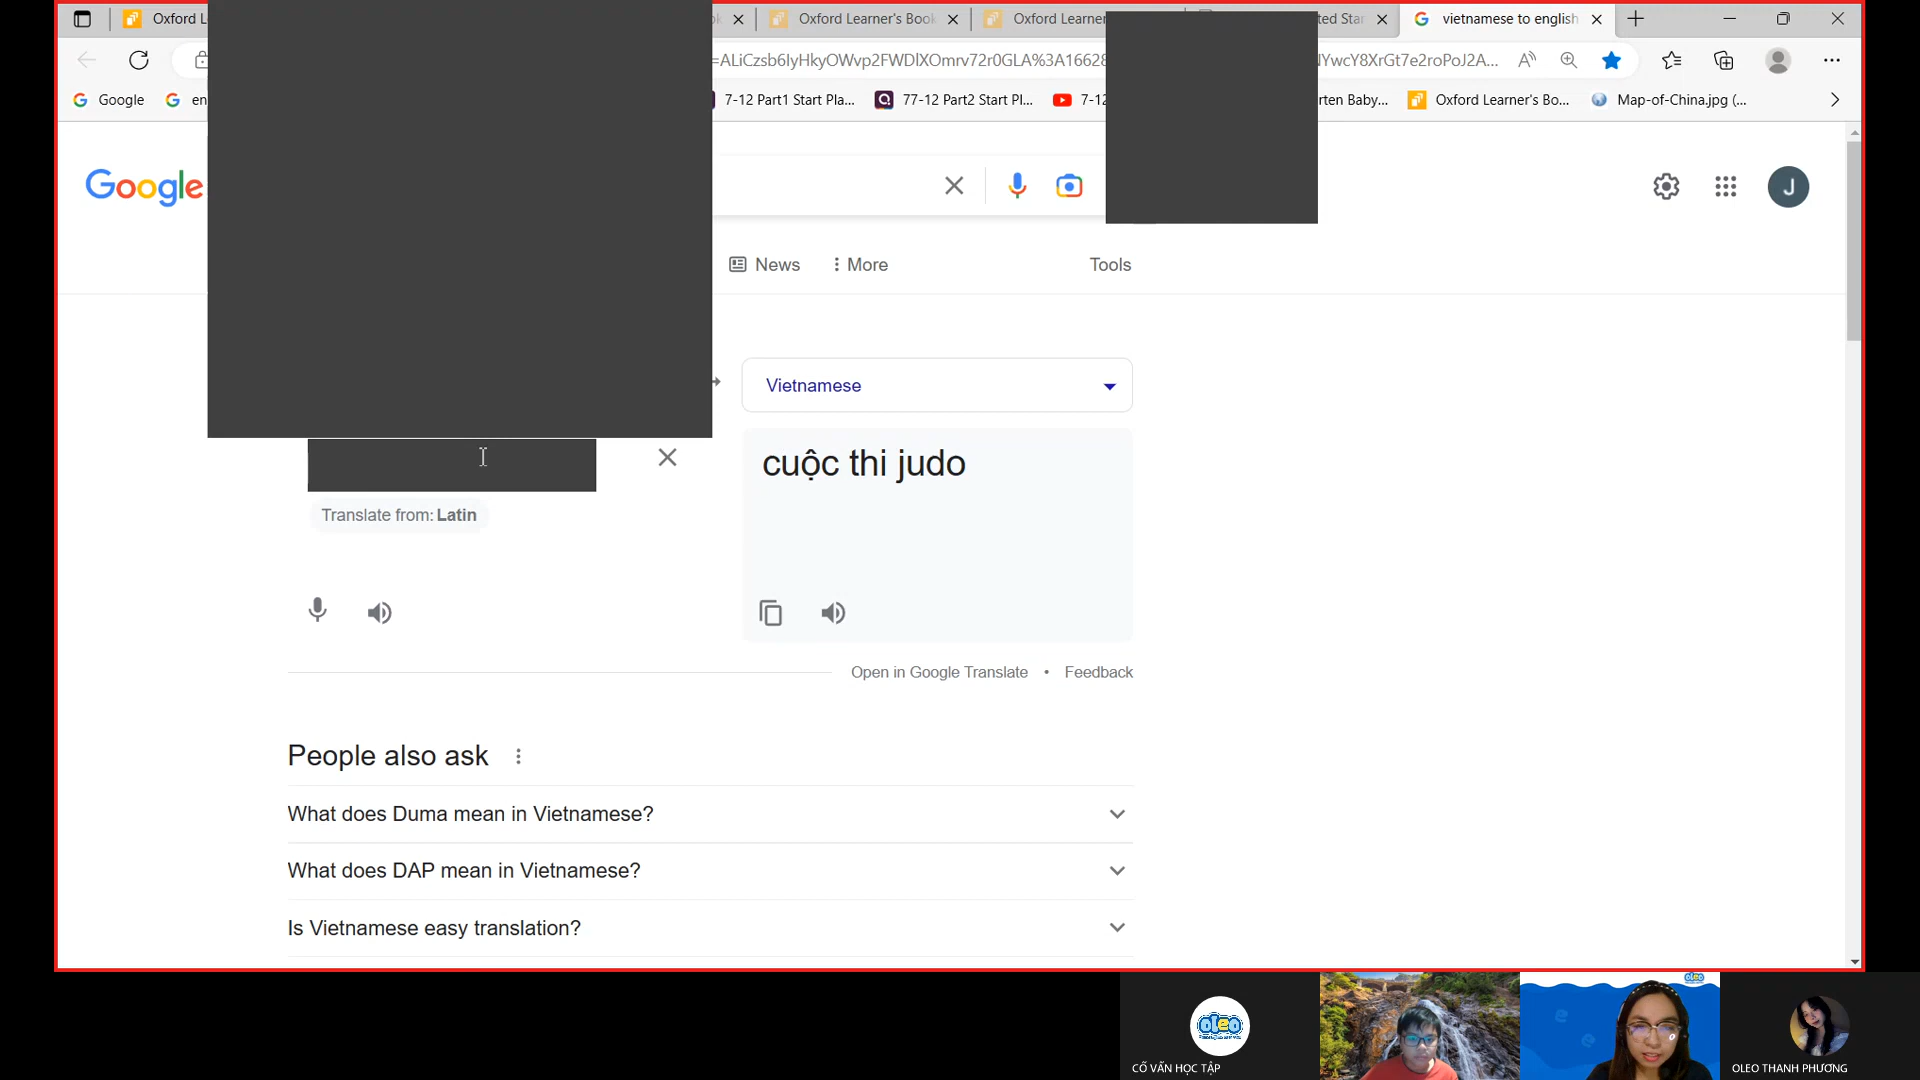 Oxford L
Oxford Learner's Book
Oxford Learner
ted Star
vietnamese to english
=ALiCzsb6IyHkyOWvp2FWDlXOmrv72r0GLA%3A16628
YwcY8XrGt7e2roPoJ2A...
Google
en
7-12 Part1 Start Pla...
77-12 Part2 Start Pl...
7-12
rten Baby...
Oxford Learner's Bo...
Map-of-China.jpg (...
Google
J
News
More
Tools
Vietnamese
cuộc thi judo
Translate from: Latin
Open in Google Translate • Feedback
People also ask
What does Duma mean in Vietnamese?
What does DAP mean in Vietnamese?
Is Vietnamese easy translation?
oleo
oleo
CỐ VẤN HỌC TẬP
OLEO THANH PHƯƠNG